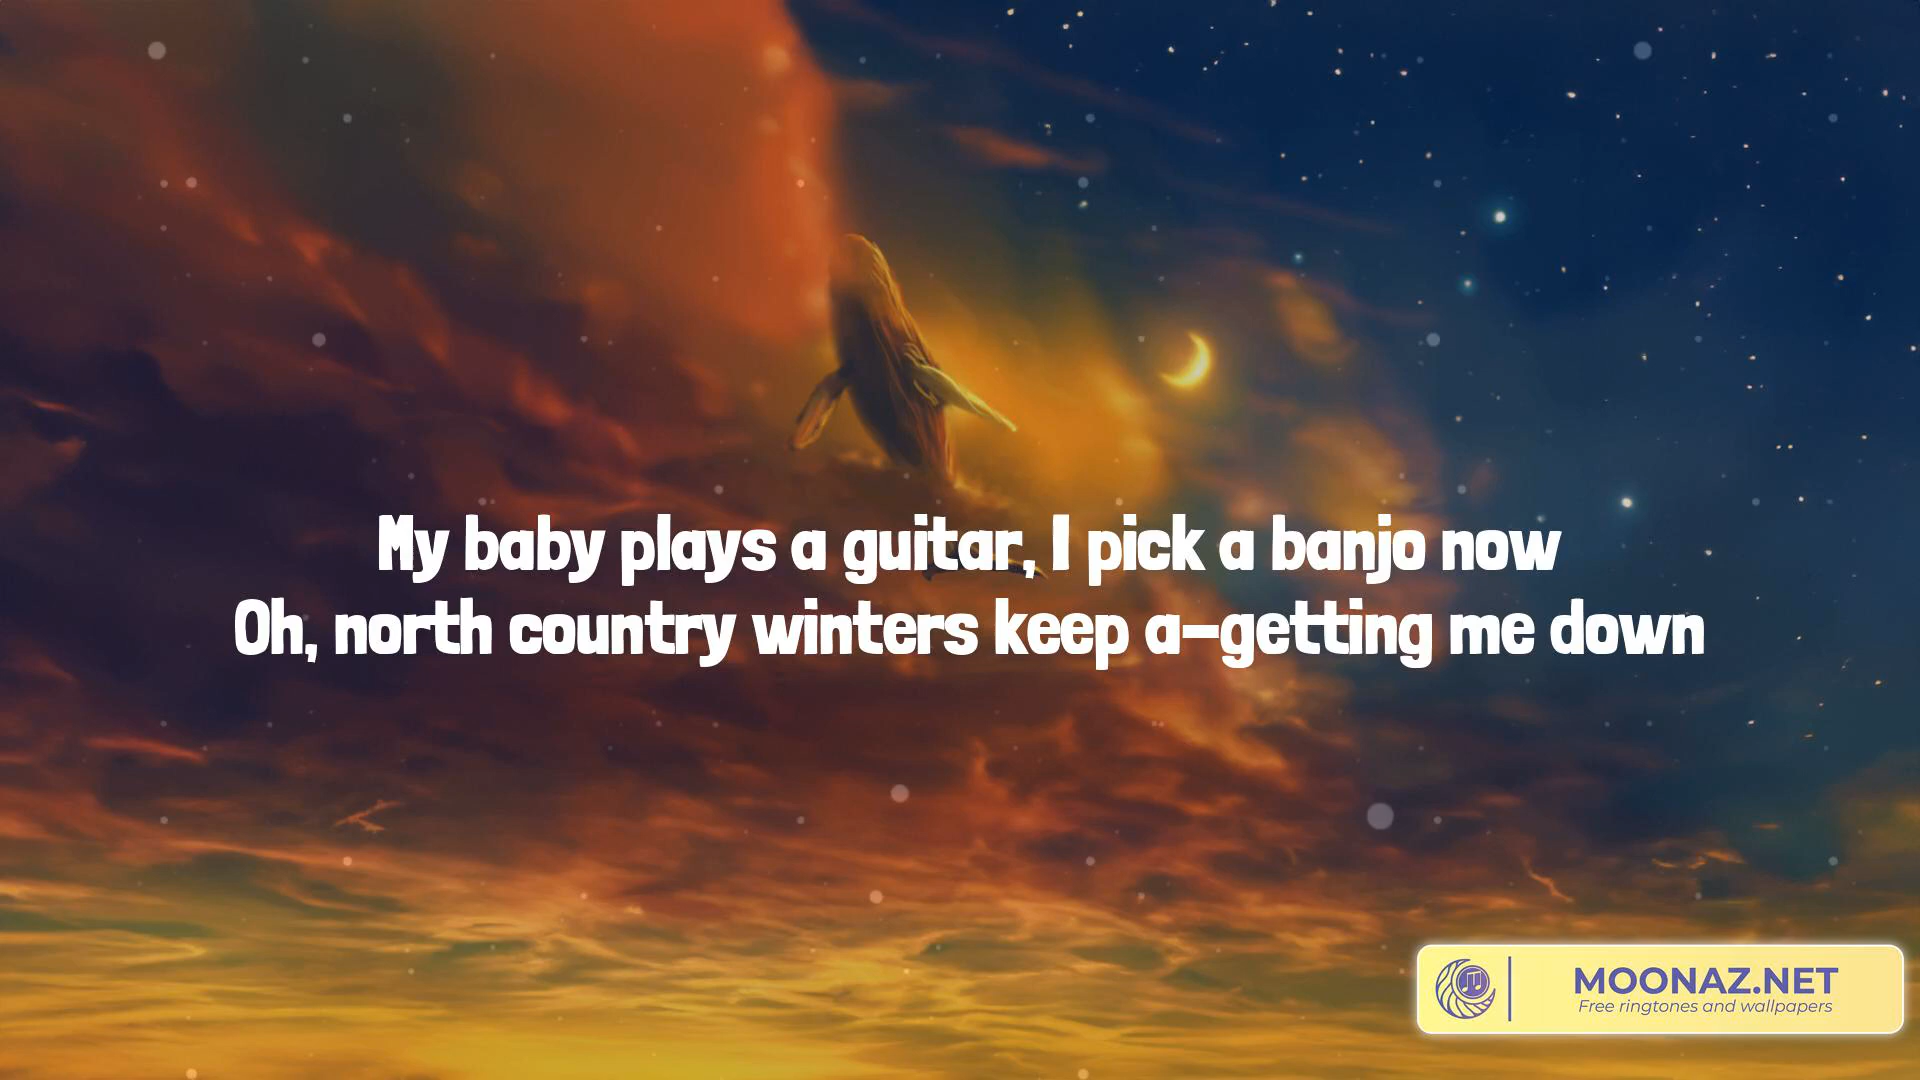 My baby plays a guitar, I pick a banjo now
Oh, north country winters keep a-getting me down
MOONAZ.NET
Free ringtones and wallpapers